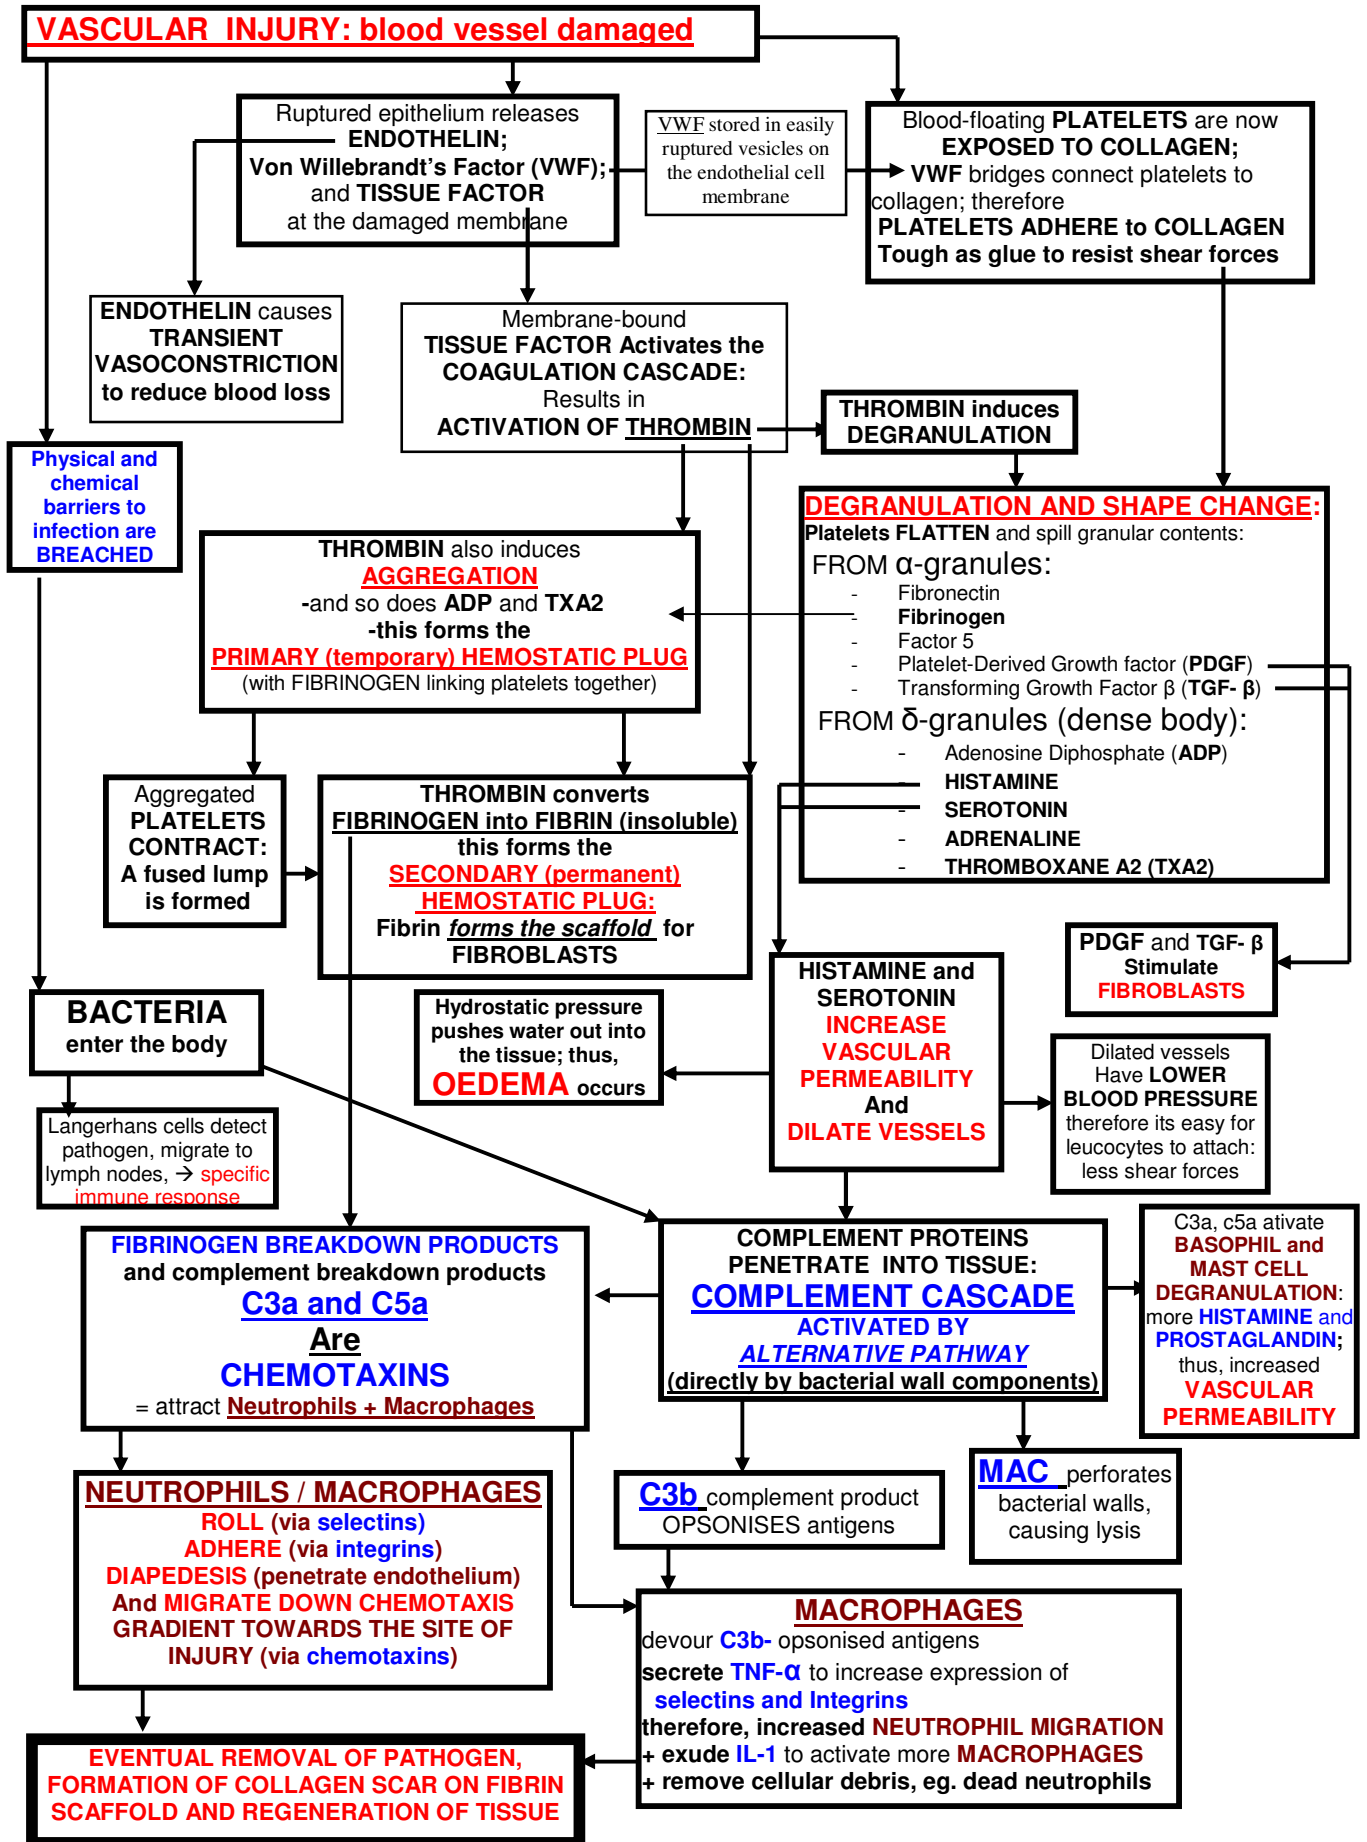 VASCULAR INJURY: blood vessel damaged
Ruptured epithelium releases
ENDOTHELIN;
Von Willebrandt's Factor (VWF);
and TISSUE FACTOR
at the damaged membrane
VWF stored in easily
ruptured vesicles on
the endothelial cell
membrane
Blood-floating PLATELETS are now
EXPOSED TO COLLAGEN;
VWF bridges connect platelets to
collagen; therefore
PLATELETS ADHERE to COLLAGEN
Tough as glue to resist shear forces
ENDOTHELIN causes
TRANSIENT
VASOCONSTRICTION
to reduce blood loss
Membrane-bound
TISSUE FACTOR Activates the
COAGULATION CASCADE:
Results in
ACTIVATION OF THROMBIN
THROMBIN induces
DEGRANULATION
Physical and
chemical
barriers to
infection are
BREACHED
THROMBIN also induces
AGGREGATION
-and so does ADP and TXA2
-this forms the
PRIMARY (temporary) HEMOSTATIC PLUG
(with FIBRINOGEN linking platelets together)
DEGRANULATION AND SHAPE CHANGE:
Platelets FLATTEN and spill granular contents:
FROM α-granules:
- Fibronectin
- Fibrinogen
- Factor 5
- Platelet-Derived Growth factor (PDGF)
- Transforming Growth Factor β (TGF- β)
FROM δ-granules (dense body):
- Adenosine Diphosphate (ADP)
- HISTAMINE
- SEROTONIN
- ADRENALINE
- THROMBOXANE A2 (TXA2)
Aggregated
PLATELETS
CONTRACT:
A fused lump
is formed
THROMBIN converts
FIBRINOGEN into FIBRIN (insoluble)
this forms the
SECONDARY (permanent)
HEMOSTATIC PLUG:
Fibrin forms the scaffold for
FIBROBLASTS
PDGF and TGF- β
Stimulate
FIBROBLASTS
HISTAMINE and
SEROTONIN
INCREASE
VASCULAR
PERMEABILITY
And
DILATE VESSELS
BACTERIA
enter the body
Hydrostatic pressure
pushes water out into
the tissue; thus,
OEDEMA occurs
Dilated vessels
Have LOWER
BLOOD PRESSURE
therefore its easy for
leucocytes to attach:
less shear forces
Langerhans cells detect
pathogen, migrate to
lymph nodes, → specific
immune response
FIBRINOGEN BREAKDOWN PRODUCTS
and complement breakdown products
C3a and C5a
Are
CHEMOTAXINS
= attract Neutrophils + Macrophages
COMPLEMENT PROTEINS
PENETRATE INTO TISSUE:
COMPLEMENT CASCADE
ACTIVATED BY
ALTERNATIVE PATHWAY
(directly by bacterial wall components)
C3a, c5a ativate
BASOPHIL and
MAST CELL
DEGRANULATION:
more HISTAMINE and
PROSTAGLANDIN;
thus, increased
VASCULAR
PERMEABILITY
NEUTROPHILS / MACROPHAGES
ROLL (via selectins)
ADHERE (via integrins)
DIAPEDESIS (penetrate endothelium)
And MIGRATE DOWN CHEMOTAXIS
GRADIENT TOWARDS THE SITE OF
INJURY (via chemotaxins)
C3b complement product
OPSONISES antigens
MAC perforates
bacterial walls,
causing lysis
MACROPHAGES
devour C3b- opsonised antigens
secrete TNF-α to increase expression of
selectins and Integrins
therefore, increased NEUTROPHIL MIGRATION
+ exude IL-1 to activate more MACROPHAGES
+ remove cellular debris, eg. dead neutrophils
EVENTUAL REMOVAL OF PATHOGEN,
FORMATION OF COLLAGEN SCAR ON FIBRIN
SCAFFOLD AND REGENERATION OF TISSUE